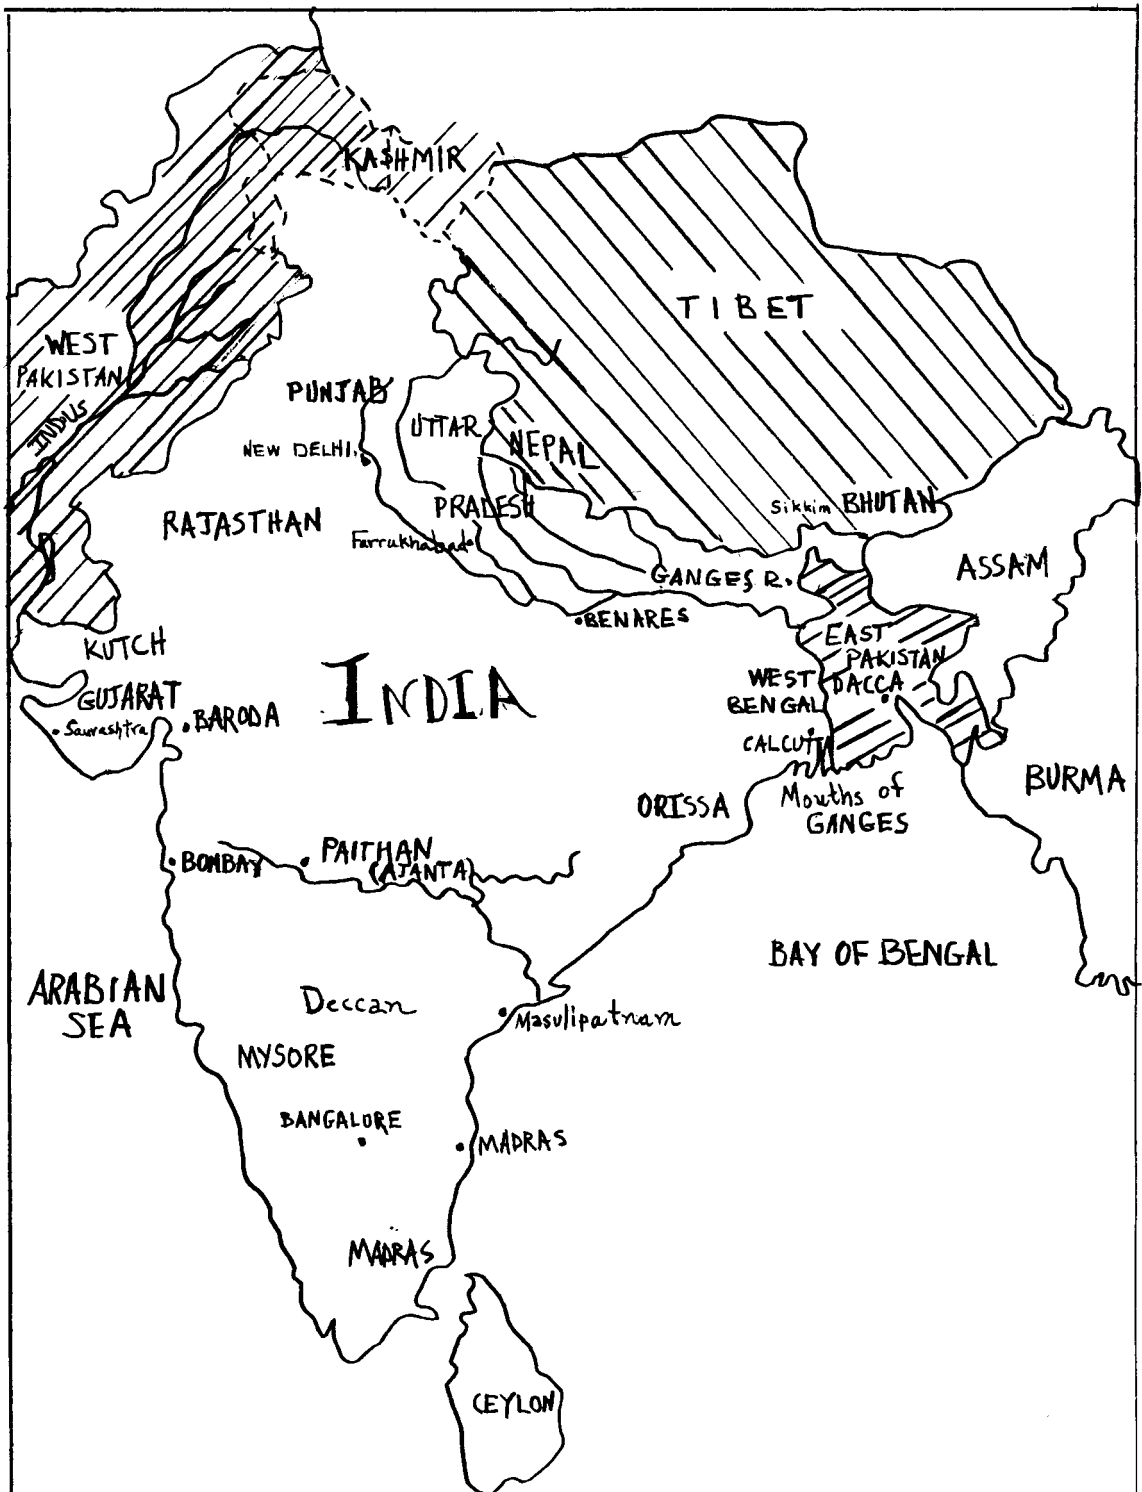 KASHMIR
TIBET
WEST
PAKISTAN
INDUS
PUNJAB
UTTAR
PRADESH
NEPAL
NEW DELHI.
Sikkim BHUTAN
RAJASTHAN
Farrukhabad
ASSAM
GANGES R.
BENARES
EAST
PAKISTAN
DACCA
KUTCH
GUJARAT
Saurashtra
BARODA
INDIA
WEST
BENGAL
CALCUTTA
Mouths of
GANGES
BURMA
ORISSA
BOMBAY
PAITHAN
(AJANTA)
BAY OF BENGAL
ARABIAN
SEA
Deccan
Masulipatnam
MYSORE
BANGALORE
MADRAS
MADRAS
CEYLON